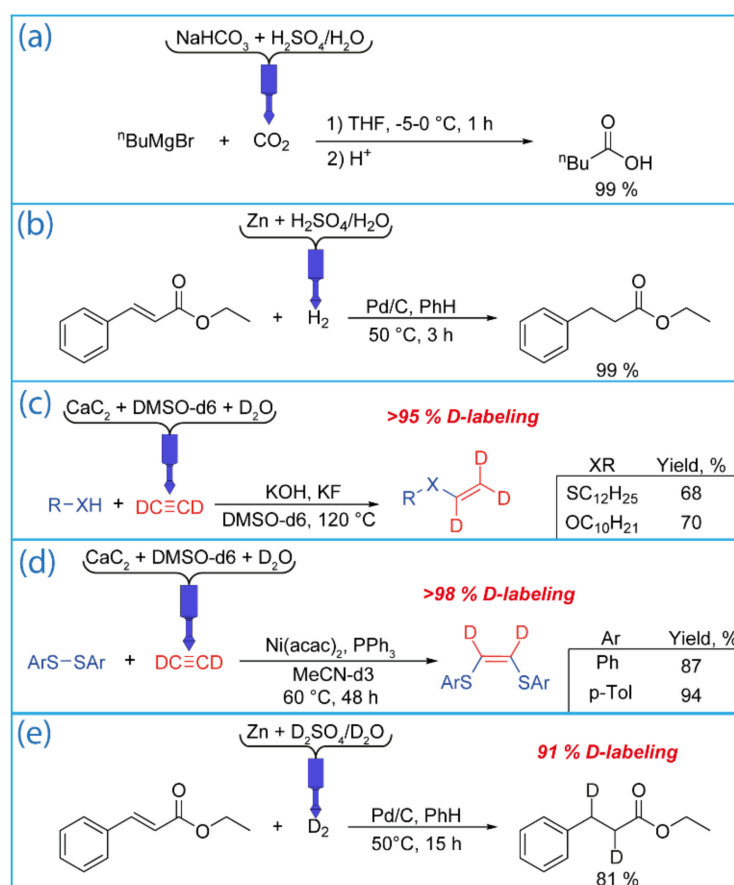 (a)
NaHCO₃ + H₂SO₄/H₂O
ⁿBuMgBr + CO₂
1) THF, -5-0 °C, 1 h
2) H⁺
O
ⁿBu OH
99 %
(b)
Zn + H₂SO₄/H₂O
O
O
+ H₂
Pd/C, PhH
50 °C, 3 h
O
O
99 %
(c)
CaC₂ + DMSO-d6 + D₂O
>95 % D-labeling
R–XH + DC≡CD
KOH, KF
DMSO-d6, 120 °C
D
R X D
D
XR Yield, %
SC₁₂H₂₅ 68
OC₁₀H₂₁ 70
(d)
CaC₂ + DMSO-d6 + D₂O
>98 % D-labeling
ArS–SAr + DC≡CD
Ni(acac)₂, PPh₃
MeCN-d3
60 °C, 48 h
D D
ArS SAr
Ar Yield, %
Ph 87
p-Tol 94
(e)
Zn + D₂SO₄/D₂O
91 % D-labeling
O
O
+ D₂
Pd/C, PhH
50°C, 15 h
D O
O
D
81 %